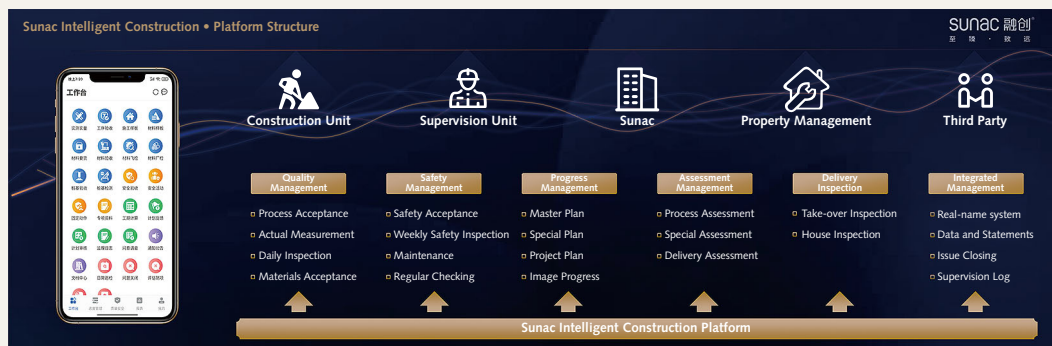 Sunac Intelligent Construction • Platform Structure
SUNAC 融创
至 臻 · 致 远
工作台
Construction Unit
Supervision Unit
Sunac
Property Management
Third Party
Quality
Management
Process Acceptance
Actual Measurement
Daily Inspection
Materials Acceptance
Safety
Management
Safety Acceptance
Weekly Safety Inspection
Maintenance
Regular Checking
Progress
Management
Master Plan
Special Plan
Project Plan
Image Progress
Assessment
Management
Process Assessment
Special Assessment
Delivery Assessment
Delivery
Inspection
Take-over Inspection
House Inspection
Integrated
Management
Real-name system
Data and Statements
Issue Closing
Supervision Log
Sunac Intelligent Construction Platform